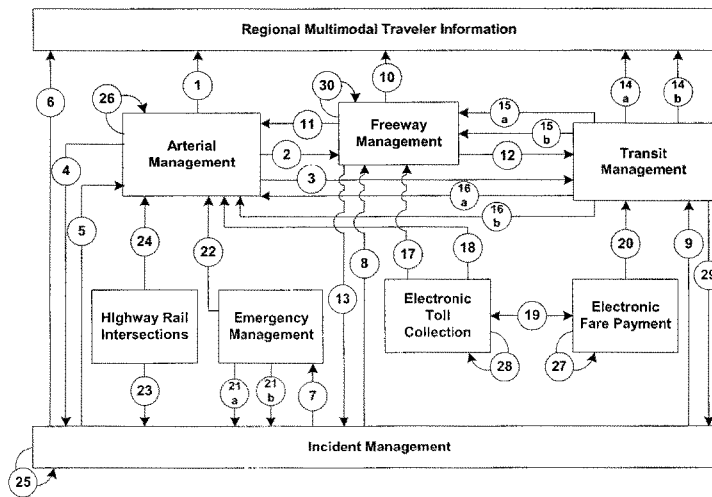 Regional Multimodal Traveler Information
1
10
14
a
14
b
6
26
30
15
a
11
Arterial
Management
Freeway
Management
15
b
Transit
Management
2
12
4
3
16
a
16
b
5
24
22
8
17
18
20
9
29
13
Highway Rail
Intersections
Emergency
Management
Electronic
Toll
Collection
19
Electronic
Fare Payment
28
27
23
21
a
21
b
7
Incident Management
25